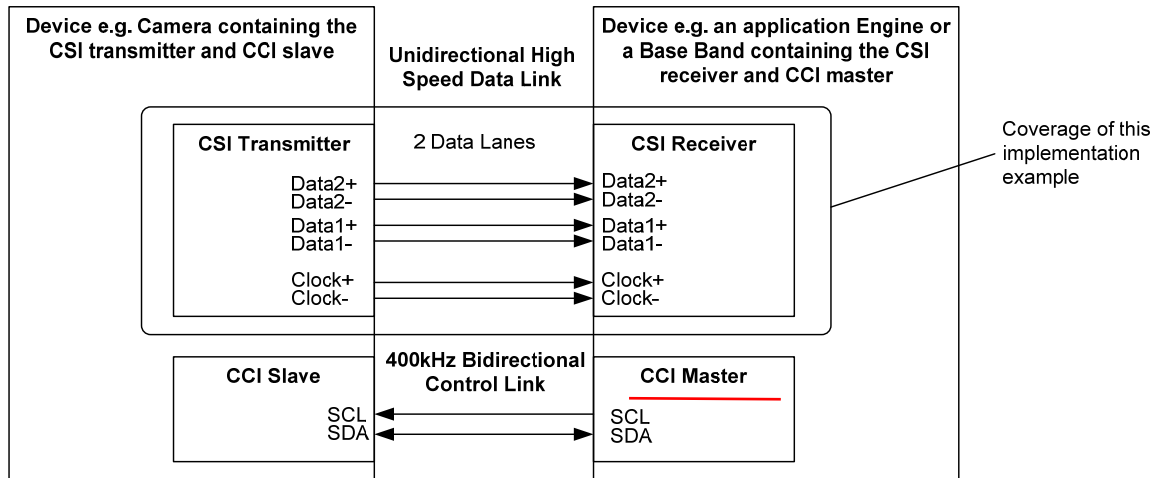 Device e.g. Camera containing the
CSI transmitter and CCI slave
Unidirectional High
Speed Data Link
Device e.g. an application Engine or
a Base Band containing the CSI
receiver and CCI master
CSI Transmitter
2 Data Lanes
CSI Receiver
Data2+
Data2-
Data1+
Data1-
Clock+
Clock-
Data2+
Data2-
Data1+
Data1-
Clock+
Clock-
Coverage of this
implementation
example
CCI Slave
400kHz Bidirectional
Control Link
CCI Master
SCL
SDA
SCL
SDA